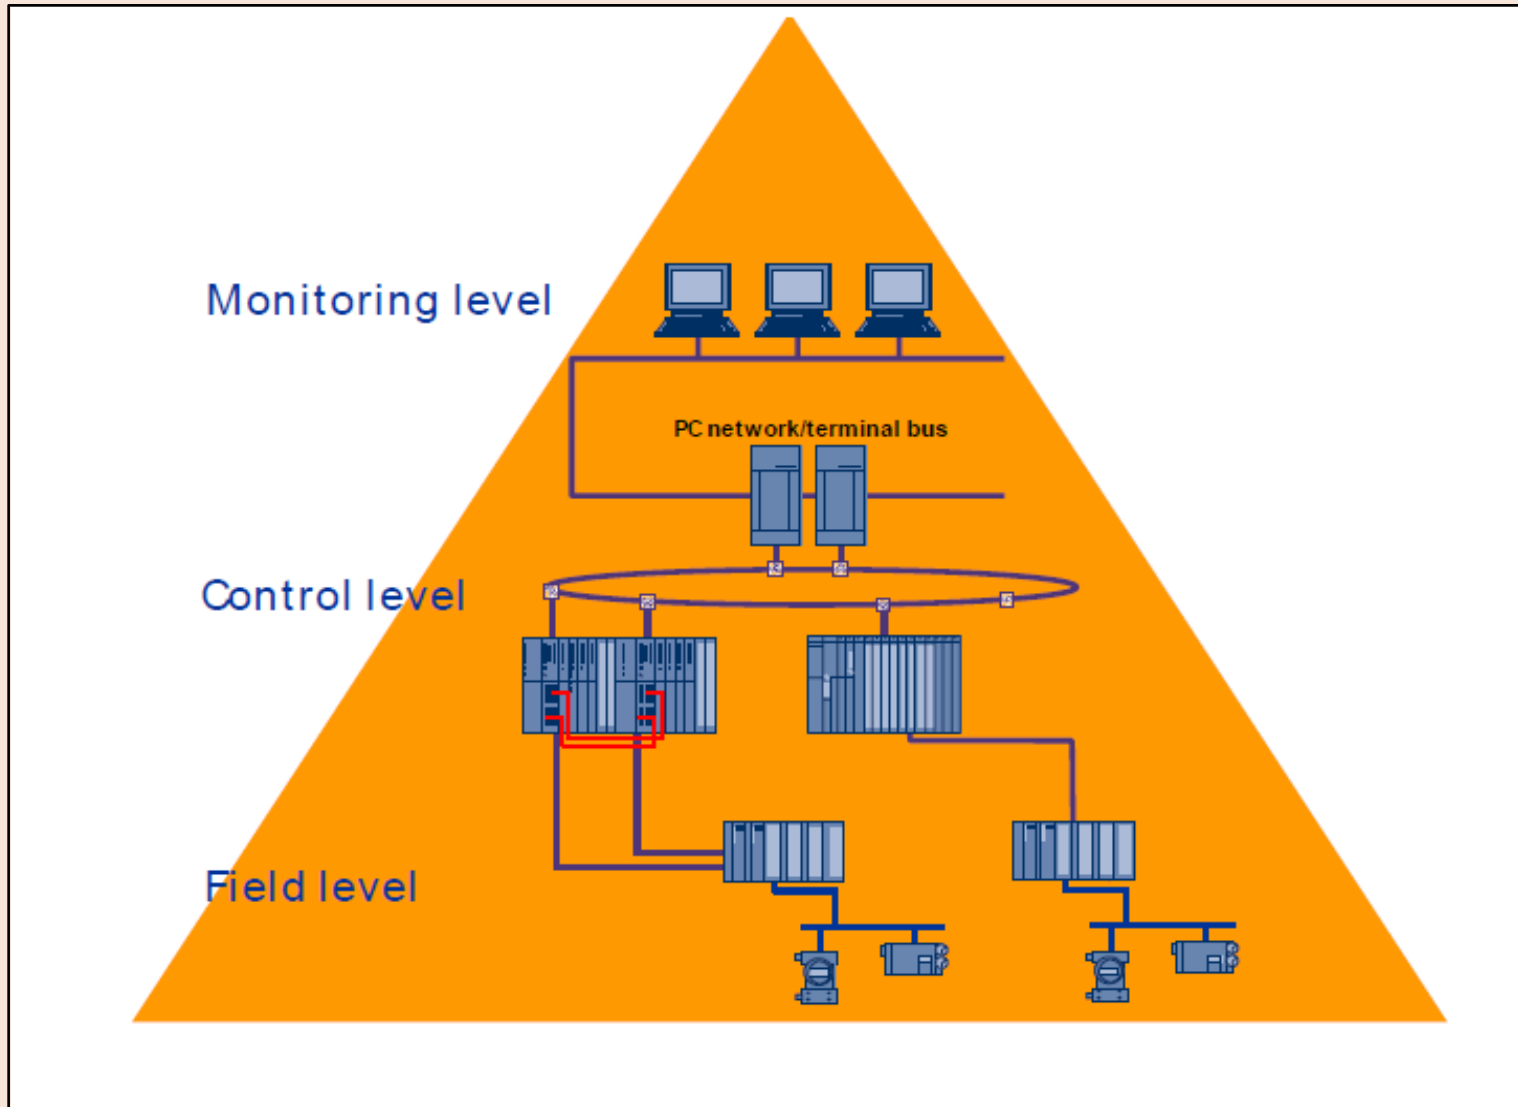 Monitoring level
PC network/terminal bus
Control level
Field level